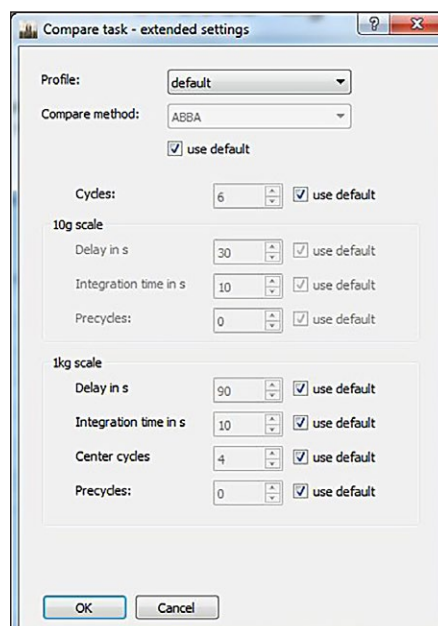 Compare task - extended settings
Profile: default
Compare method: ABBA
use default
Cycles: 6 use default
10g scale
Delay in s 30 use default
Integration time in s 10 use default
Precycles: 0 use default
1kg scale
Delay in s 90 use default
Integration time in s 10 use default
Center cycles 4 use default
Precycles: 0 use default
OK Cancel